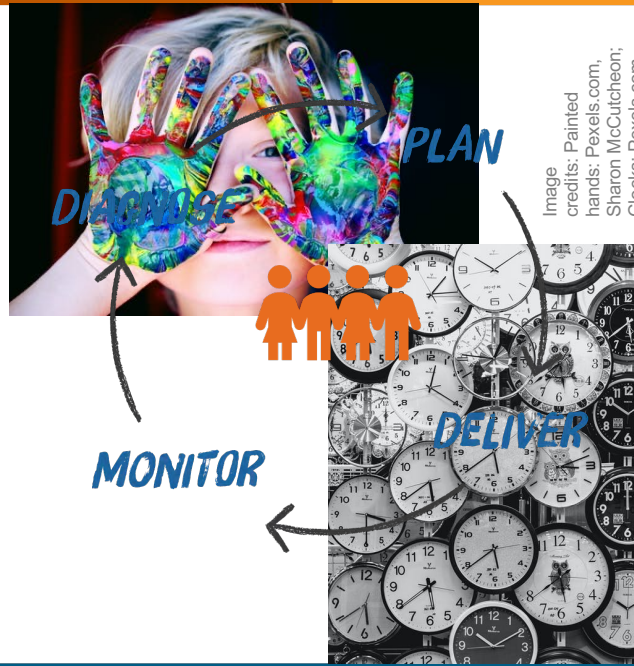 DIAGNOSE
PLAN
DELIVER
MONITOR
Image
credits: Painted
hands: Pexels.com,
Sharon McCutcheon;